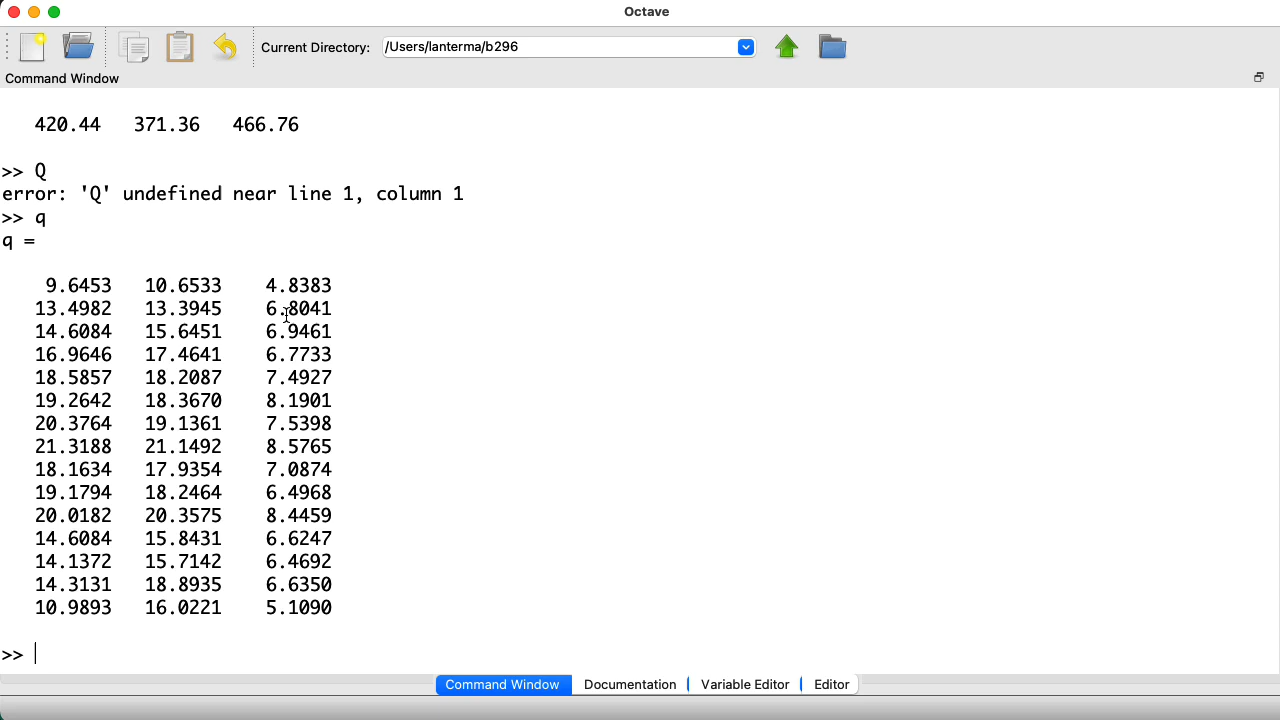 Octave
Current Directory: /Users/lanterma/b296
Command Window
420.44 371.36 466.76
>> Q
error: 'Q' undefined near line 1, column 1
>> q
q =
9.6453 10.6533 4.8383
13.4982 13.3945 6.8041
14.6084 15.6451 6.9461
16.9646 17.4641 6.7733
18.5857 18.2087 7.4927
19.2642 18.3670 8.1901
20.3764 19.1361 7.5398
21.3188 21.1492 8.5765
18.1634 17.9354 7.0874
19.1794 18.2464 6.4968
20.0182 20.3575 8.4459
14.6084 15.8431 6.6247
14.1372 15.7142 6.4692
14.3131 18.8935 6.6350
10.9893 16.0221 5.1090
>>
Command Window Documentation Variable Editor Editor